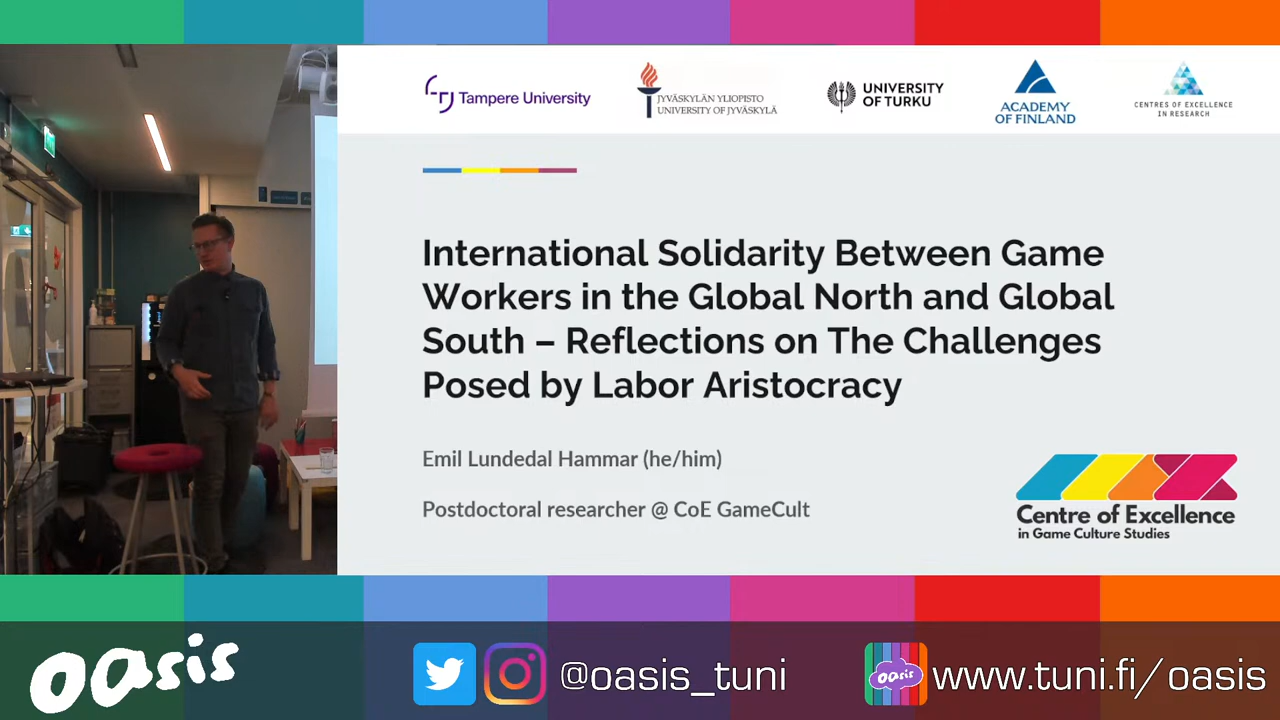 Tampere University
JYVÄSKYLÄN YLIOPISTO
UNIVERSITY OF JYVÄSKYLÄ
UNIVERSITY
OF TURKU
ACADEMY
OF FINLAND
CENTRES OF EXCELLENCE
IN RESEARCH
International Solidarity Between Game
Workers in the Global North and Global
South – Reflections on The Challenges
Posed by Labor Aristocracy
Emil Lundedal Hammar (he/him)
Postdoctoral researcher @ CoE GameCult
Centre of Excellence
in Game Culture Studies
oasis
@oasis_tuni
oasis
www.tuni.fi/oasis